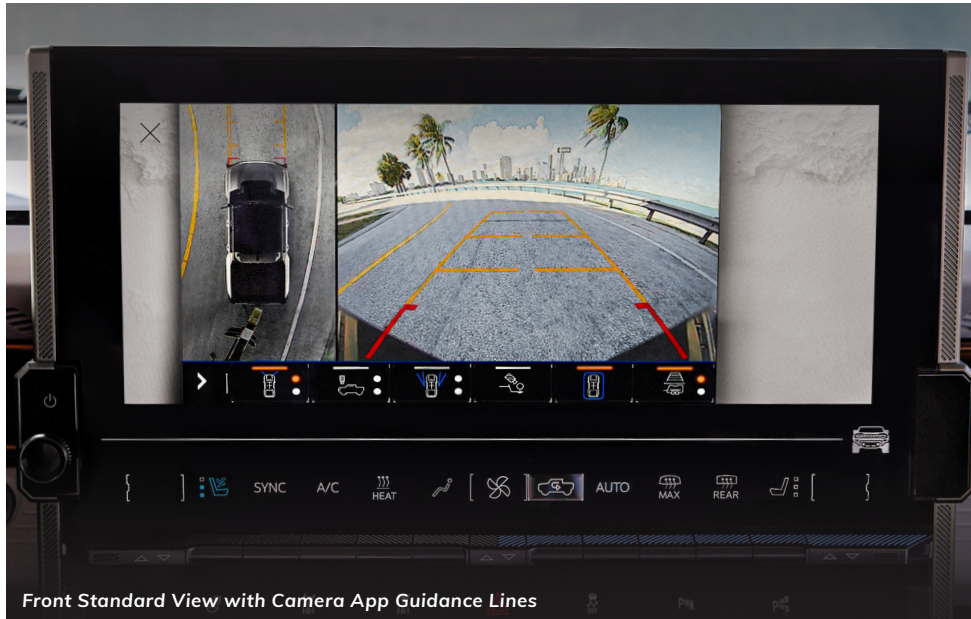 SYNC
A/C
HEAT
AUTO
MAX
REAR
Front Standard View with Camera App Guidance Lines